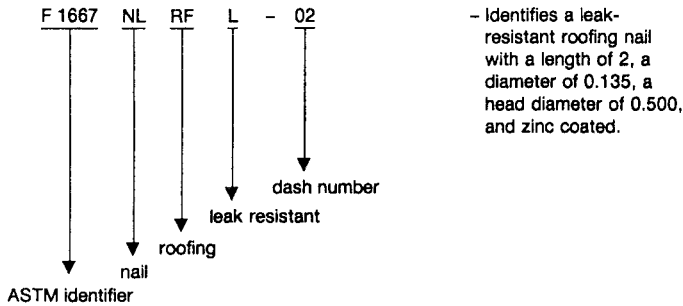 F 1667 NL RF L - 02
– Identifies a leak-
resistant roofing nail
with a length of 2, a
diameter of 0.135, a
head diameter of 0.500,
and zinc coated.
dash number
leak resistant
roofing
nail
ASTM identifier